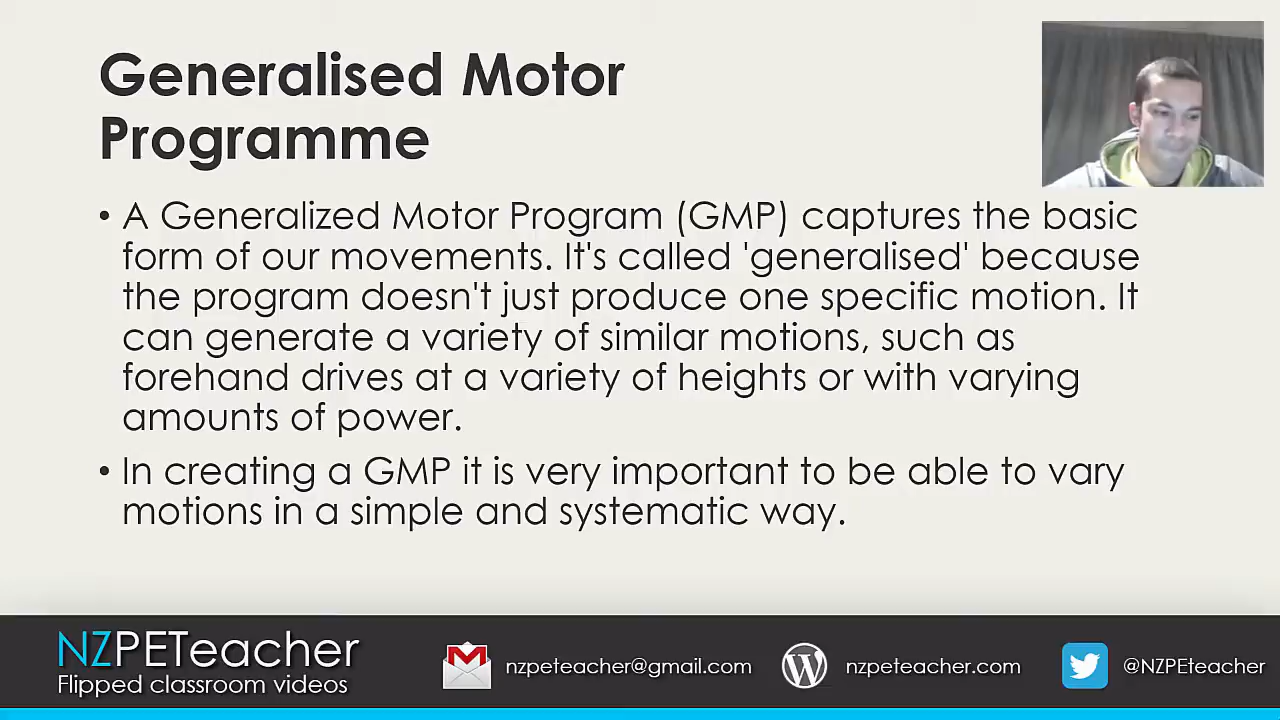 Generalised Motor
Programme
• A Generalized Motor Program (GMP) captures the basic
form of our movements. It's called 'generalised' because
the program doesn't just produce one specific motion. It
can generate a variety of similar motions, such as
forehand drives at a variety of heights or with varying
amounts of power.
• In creating a GMP it is very important to be able to vary
motions in a simple and systematic way.
NZPETeacher
Flipped classroom videos
nzpeteacher@gmail.com
nzpeteacher.com
@NZPEteacher